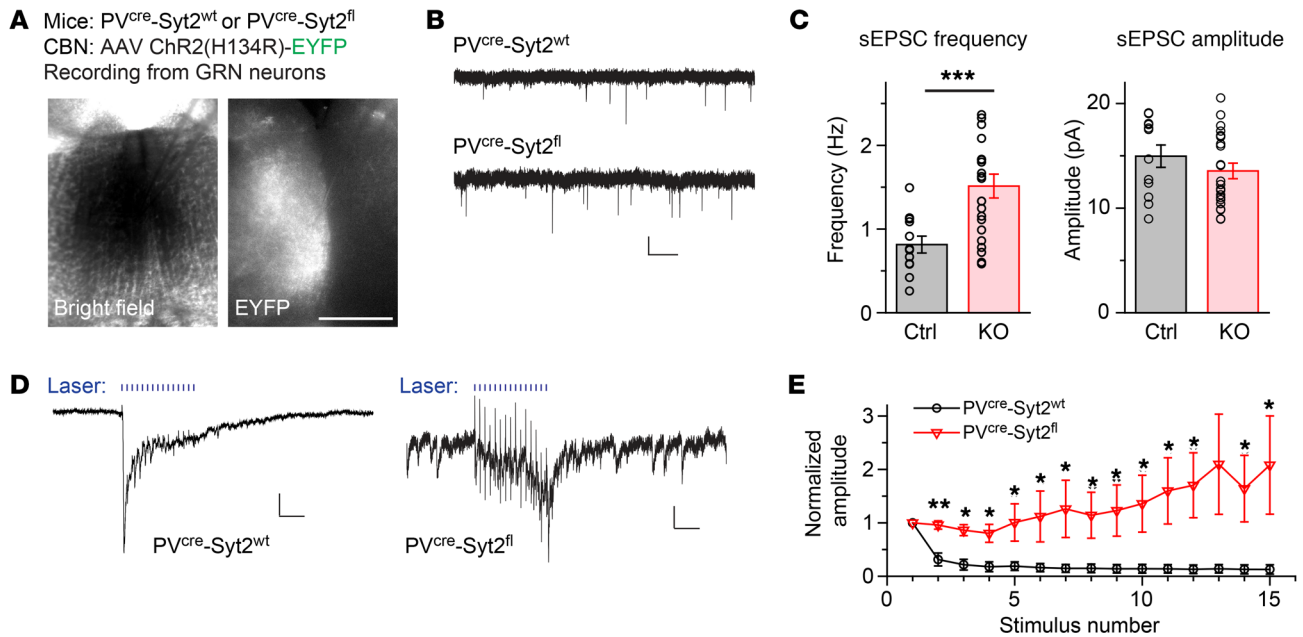 A Mice: PVcre-Syt2wt or PVcre-Syt2fl
CBN: AAV ChR2(H134R)-EYFP
Recording from GRN neurons
Bright field
EYFP
B
PVcre-Syt2wt
PVcre-Syt2fl
C
sEPSC frequency
***
Frequency (Hz)
2
1
0
Ctrl
KO
sEPSC amplitude
Amplitude (pA)
20
10
0
Ctrl
KO
D
Laser:
PVcre-Syt2wt
Laser:
PVcre-Syt2fl
E
PVcre-Syt2wt
PVcre-Syt2fl
Normalized
amplitude
3
2
1
0
** * * * * * * * * * * * *
0 5 10 15
Stimulus number